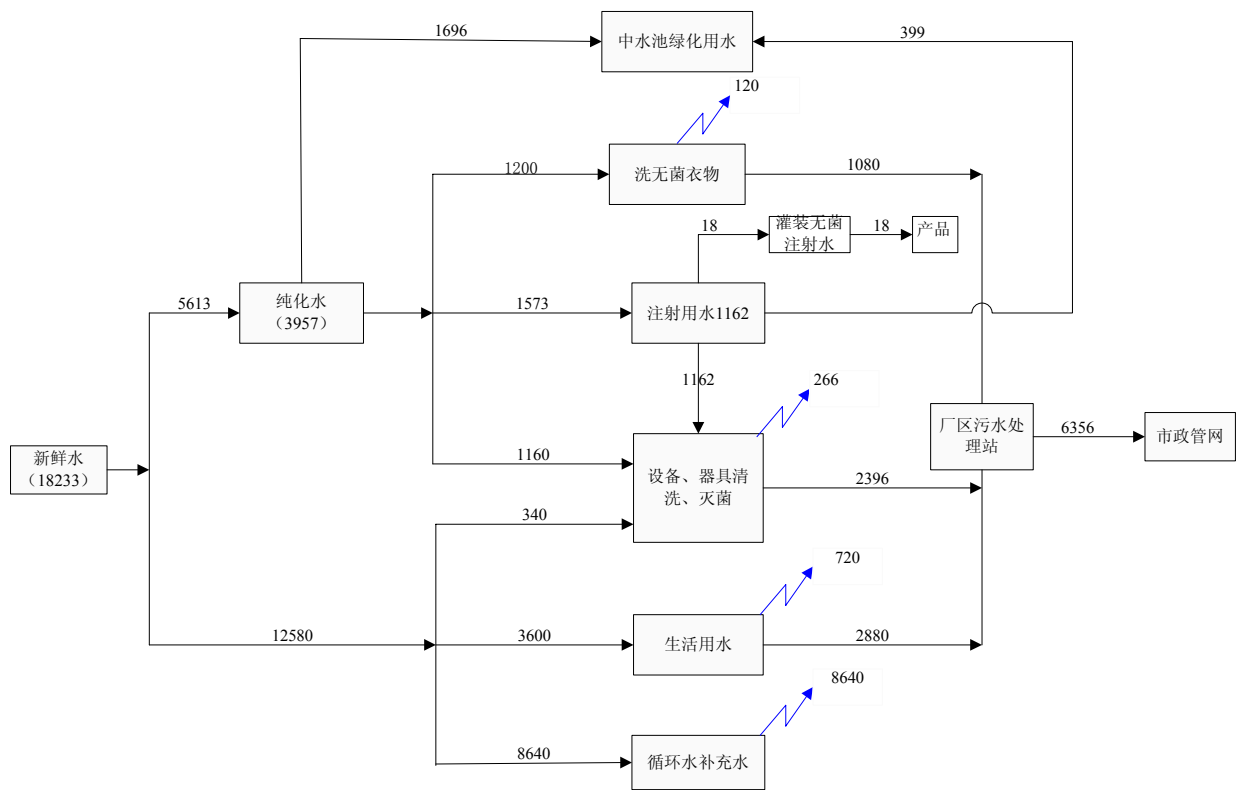 1696
中水池绿化用水
399
120
1200
洗无菌衣物
1080
18
灌装无菌
注射水
18
产品
5613
纯化水
（3957）
1573
注射用水1162
1162
266
新鲜水
（18233）
1160
设备、器具清
洗、灭菌
2396
厂区污水处
理站
6356
市政管网
340
720
12580
3600
生活用水
2880
8640
8640
循环水补充水